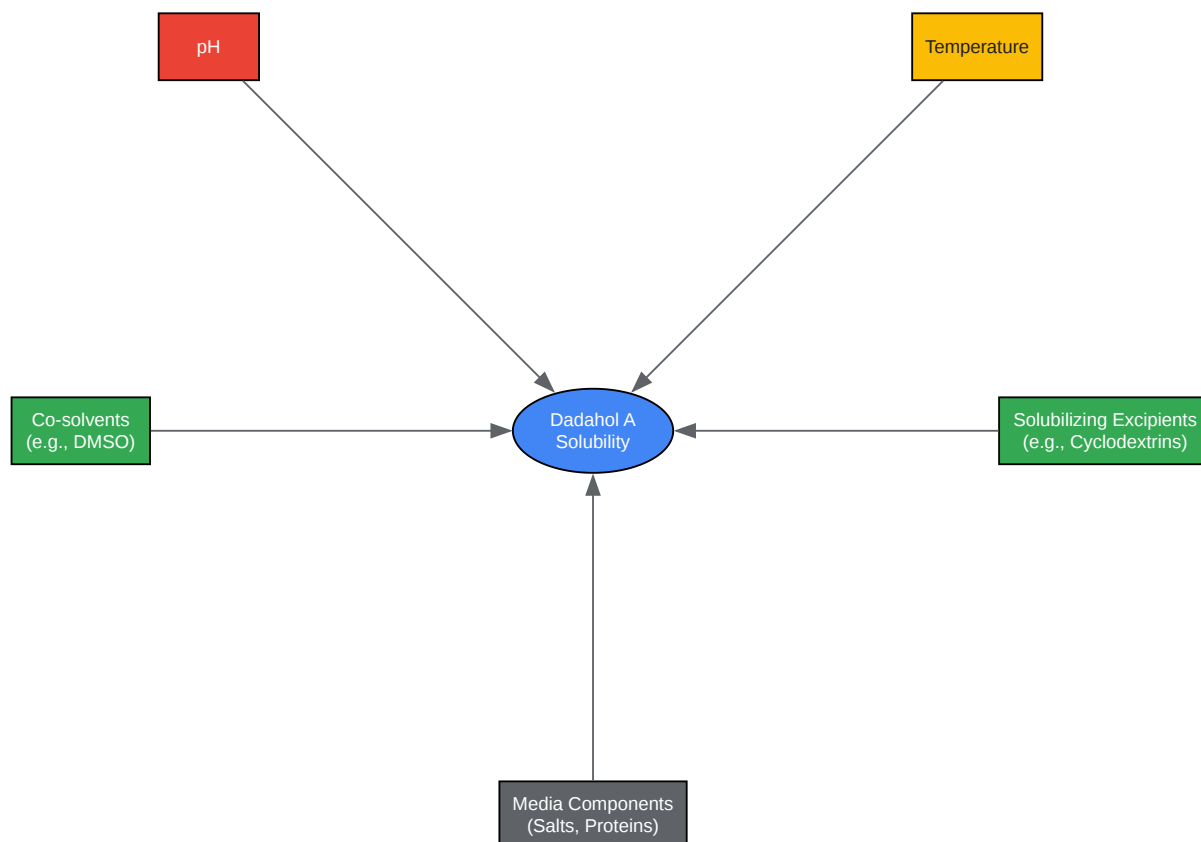 pH
Temperature
Co-solvents
(e.g., DMSO)
Dadahol A
Solubility
Solubilizing Excipients
(e.g., Cyclodextrins)
Media Components
(Salts, Proteins)